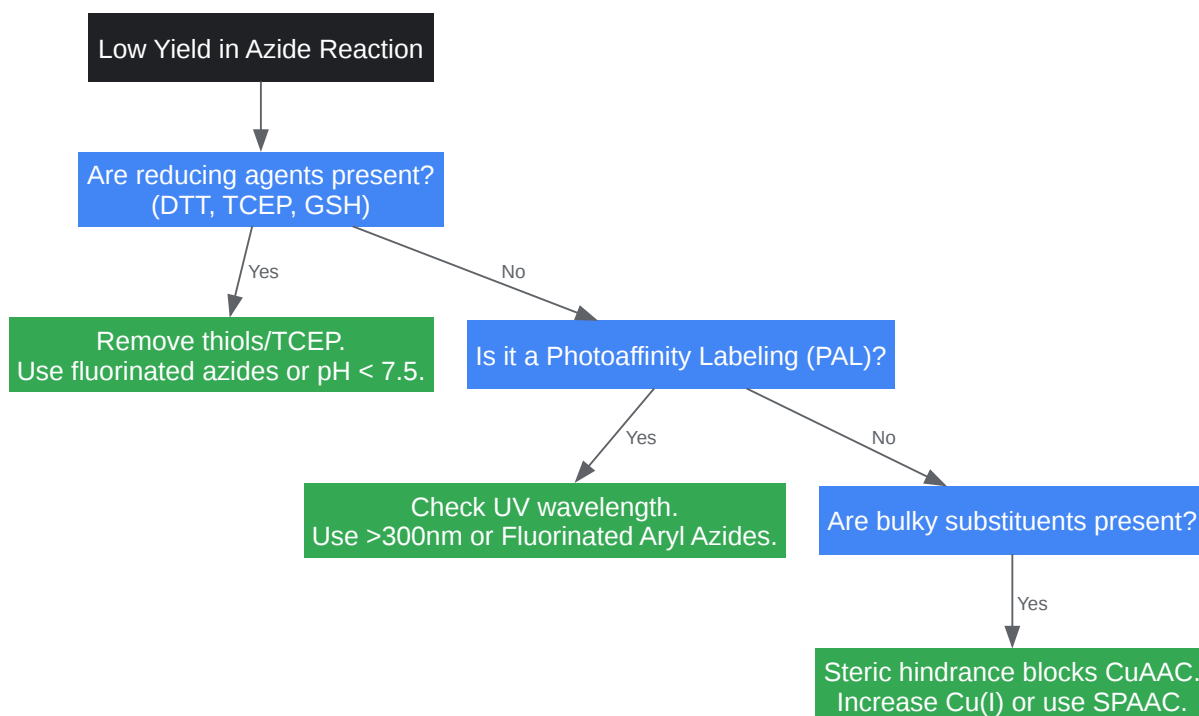 Low Yield in Azide Reaction
Are reducing agents present?
(DTT, TCEP, GSH)
Yes
No
Remove thiols/TCEP.
Use fluorinated azides or pH < 7.5.
Is it a Photoaffinity Labeling (PAL)?
Yes
No
Check UV wavelength.
Use >300nm or Fluorinated Aryl Azides.
Are bulky substituents present?
Yes
Steric hindrance blocks CuAAC.
Increase Cu(I) or use SPAAC.